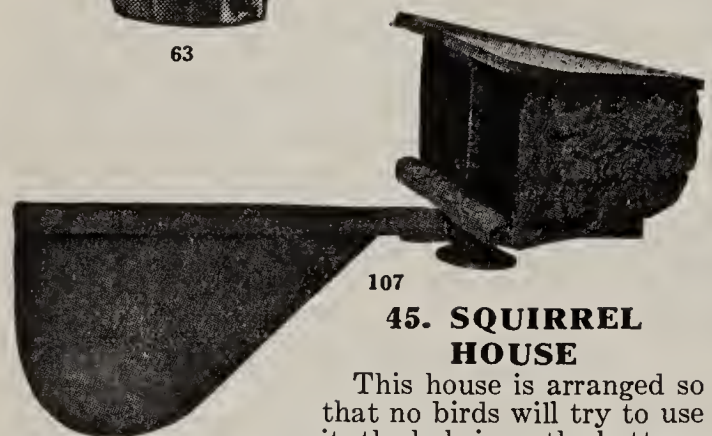 63
107
45. SQUIRREL
HOUSE
This house is arranged so
that no birds will try to use